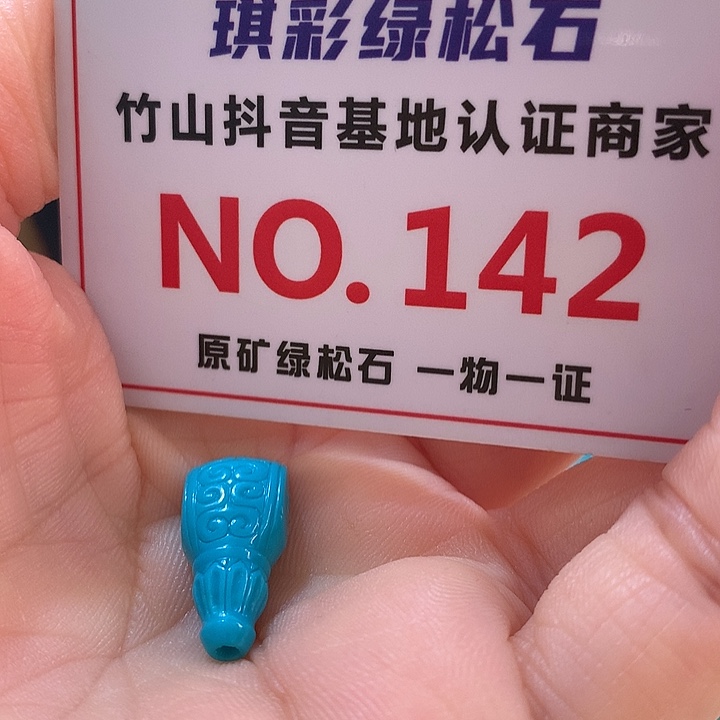 琪彩绿松石
竹山抖音基地认证商家
NO.142
原矿绿松石 一物一证